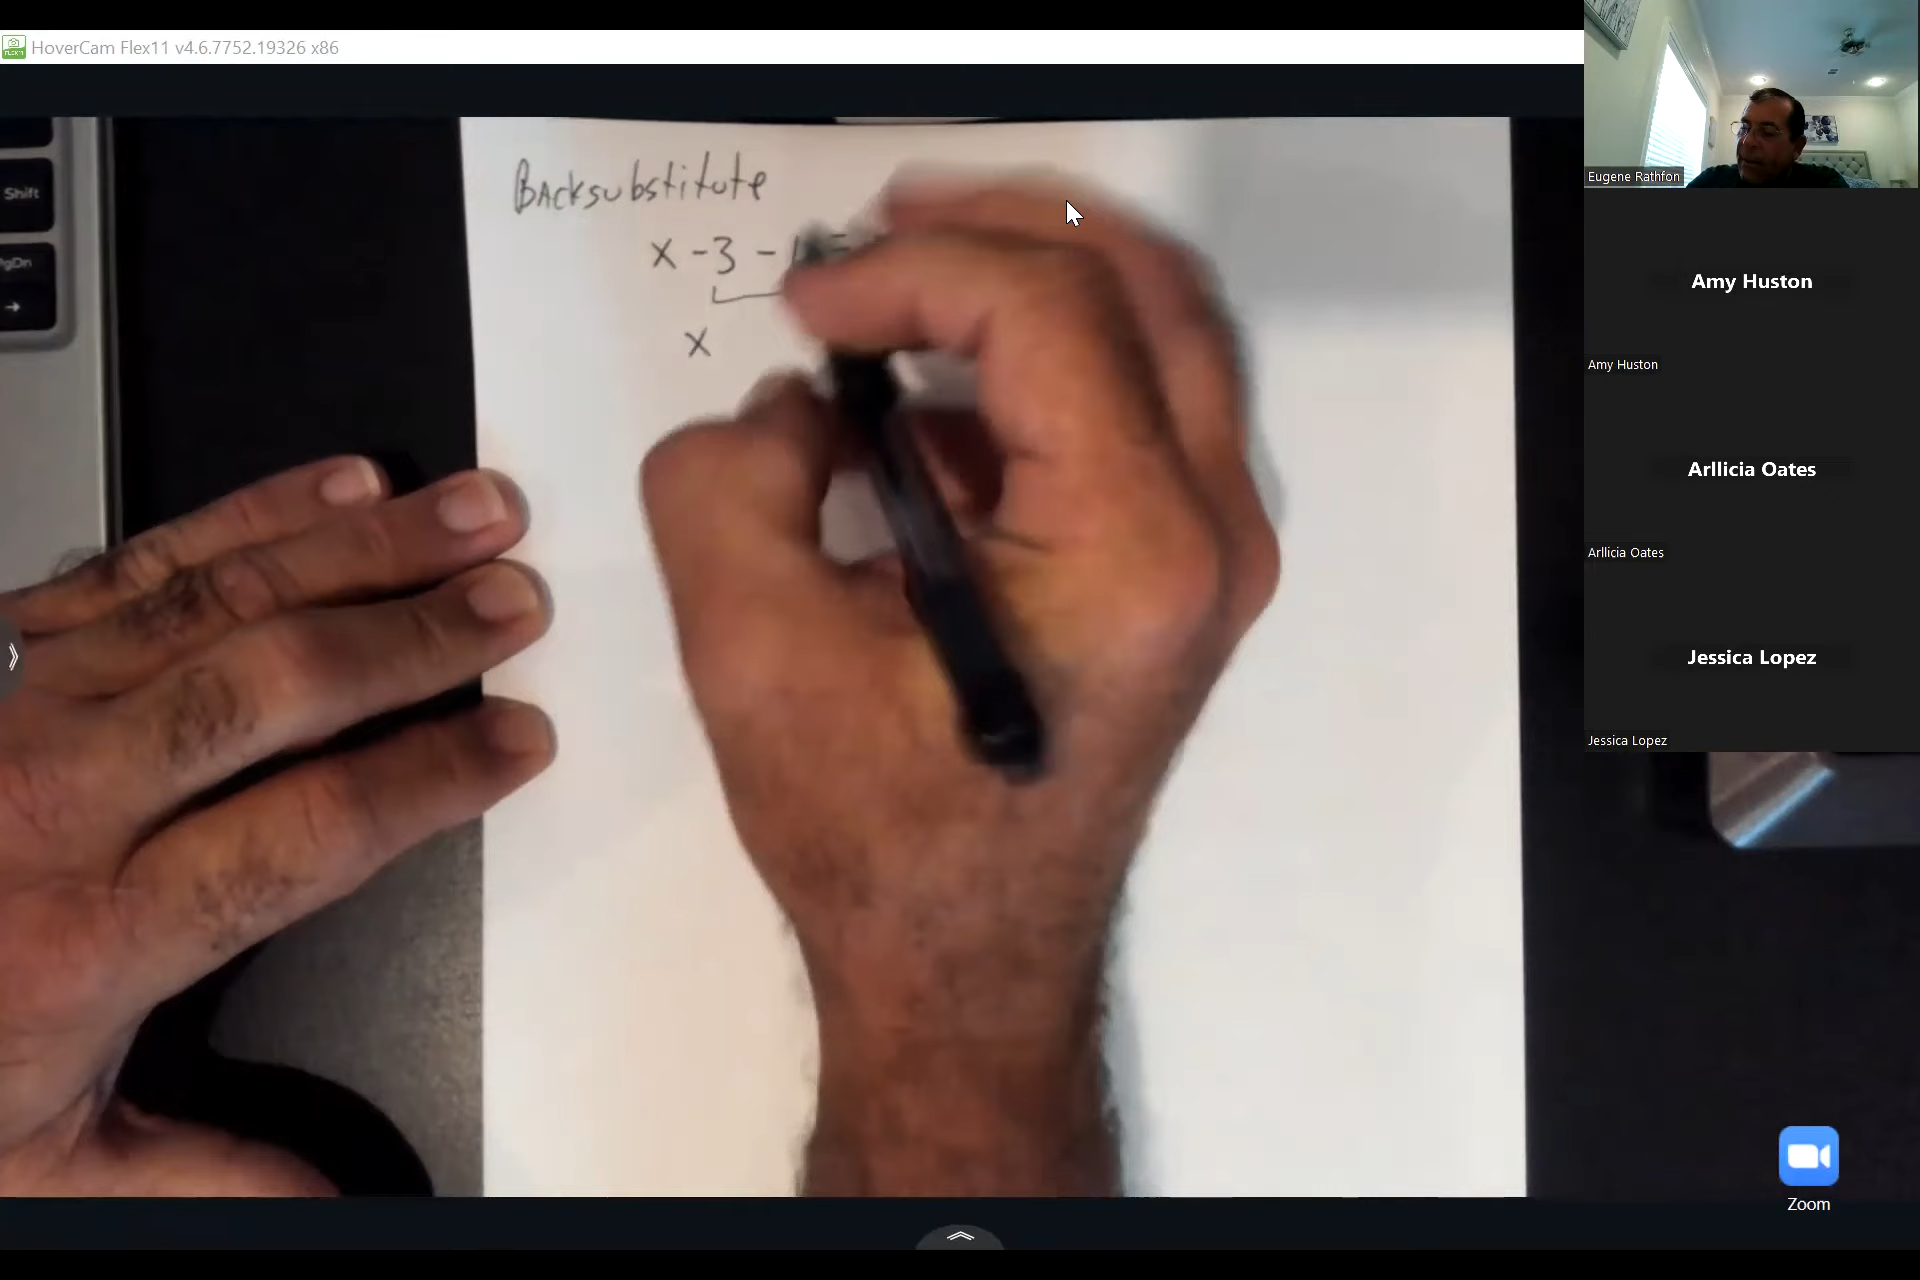 HoverCam Flex11 v4.6.7752.19326 x86
Eugene Rathfon
Shift
Backsubstitute
PgDn
x - 3 -
x
Amy Huston
Amy Huston
Arllicia Oates
Arllicia Oates
Jessica Lopez
Jessica Lopez
Zoom